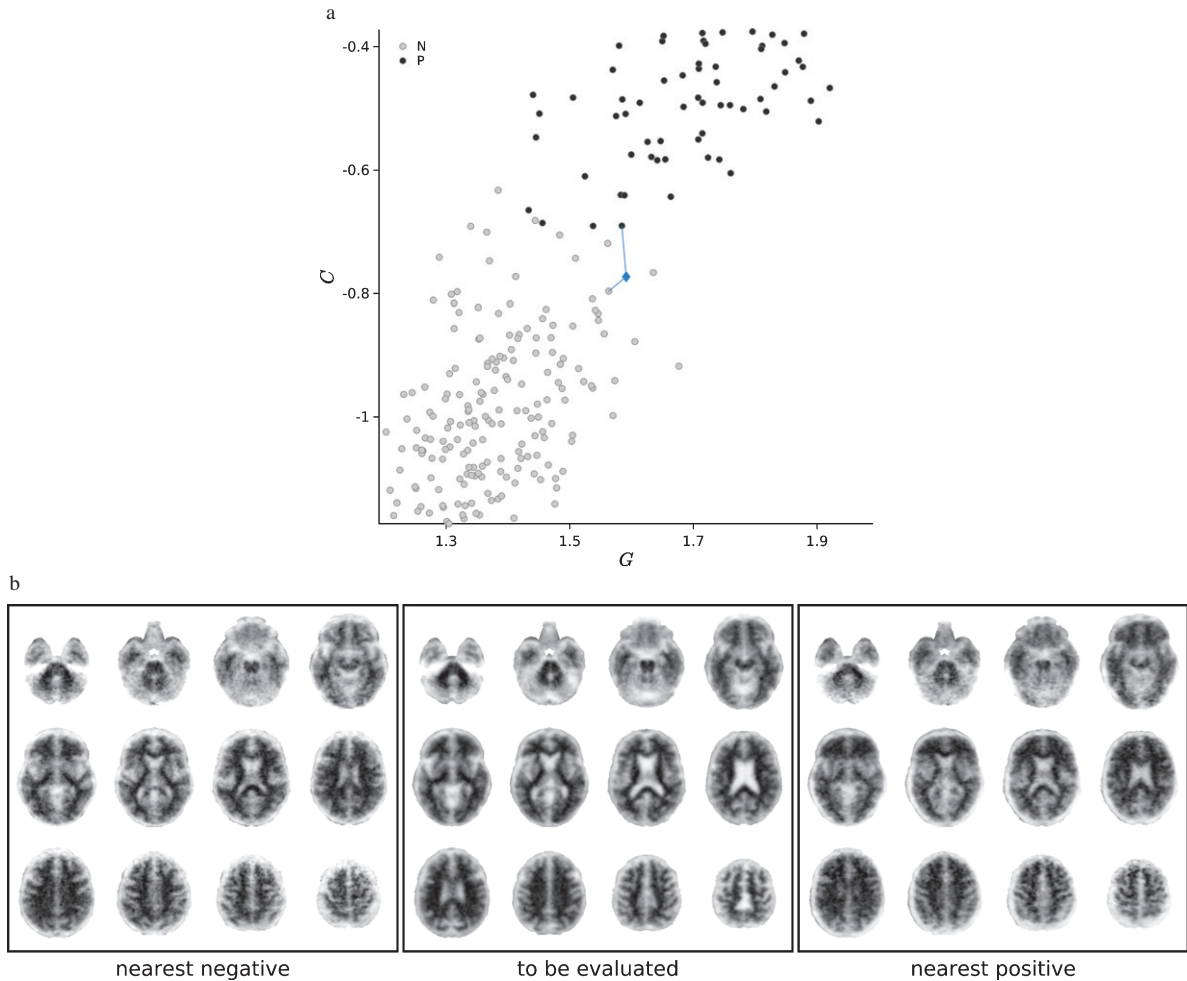 a
N
P
-0.4
-0.6
-0.8
-1
C
1.3 1.5 1.7 1.9
G
b
nearest negative to be evaluated nearest positive